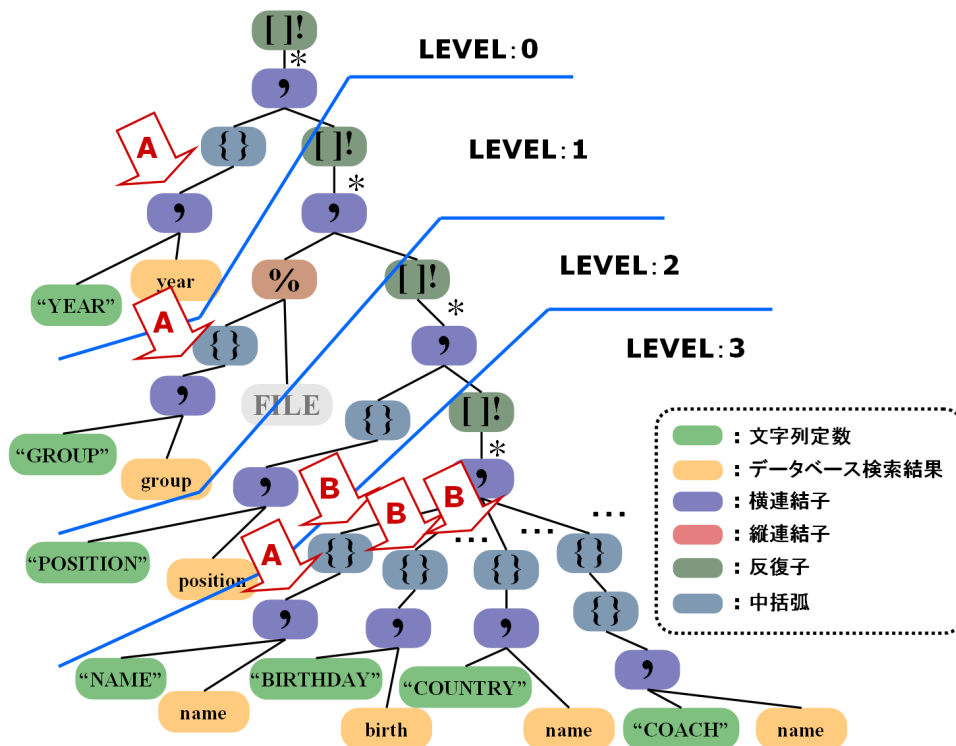 [ ]!
LEVEL:0
*
,
A
{ }
[ ]!
LEVEL:1
*
,
,
“YEAR”
year
%
[ ]!
LEVEL:2
*
A
{ }
,
LEVEL:3
,
FILE
{ }
[ ]!
“GROUP”
group
*
,
B
B
B
,
“POSITION”
position
A
{ }
{ }
...
{ }
...
{ }
...
{ }
,
,
,
,
“NAME”
name
“BIRTHDAY”
birth
“COUNTRY”
name
“COACH”
name
:文字列定数
:データベース検索結果
:横連結子
:縦連結子
:反復子
:中括弧